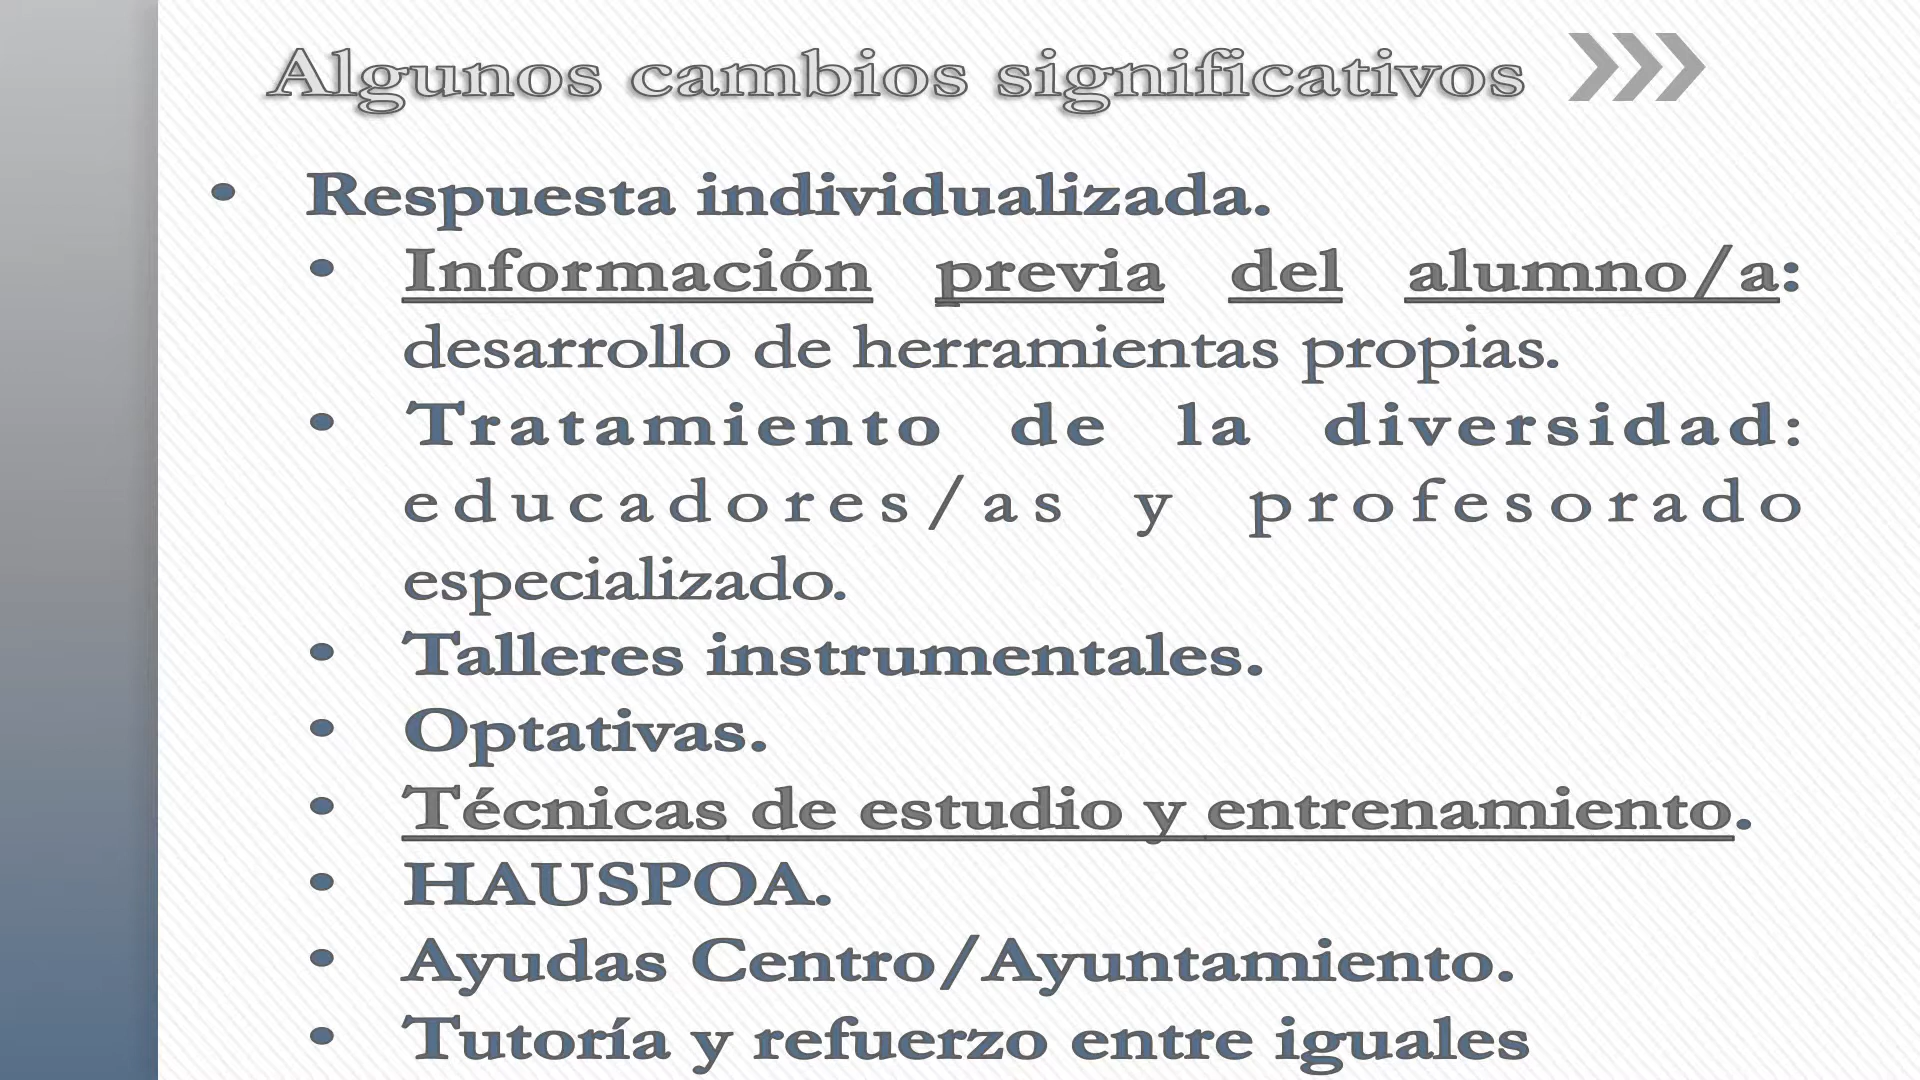 Algunos cambios significativos
• Respuesta individualizada.
• Información previa del alumno/a:
desarrollo de herramientas propias.
• Tratamiento de la diversidad:
educadores/as y profesorado
especializado.
• Talleres instrumentales.
• Optativas.
• Técnicas de estudio y entrenamiento.
• HAUSPOA.
• Ayudas Centro/Ayuntamiento.
• Tutoría y refuerzo entre iguales